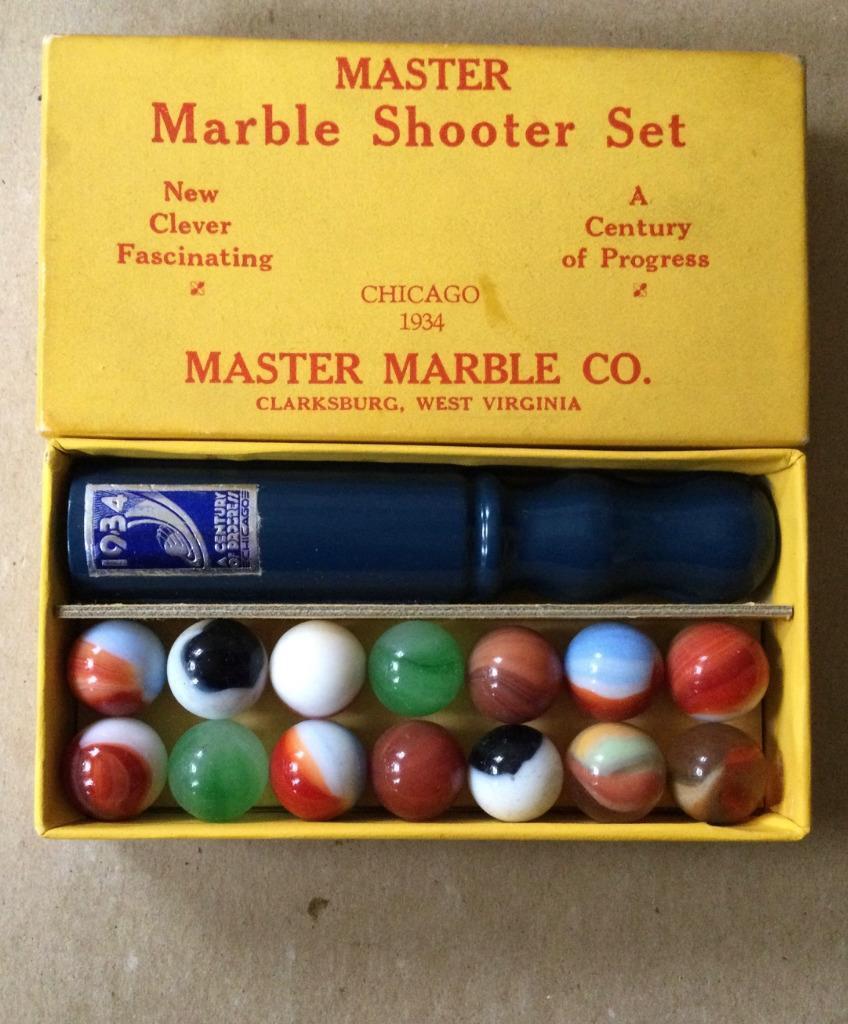 MASTER
Marble Shooter Set
New
Clever
Fascinating
A
Century
of Progress
CHICAGO
1934
MASTER MARBLE CO.
CLARKSBURG, WEST VIRGINIA
1934
A CENTURY
OF PROGRESS
CHICAGO